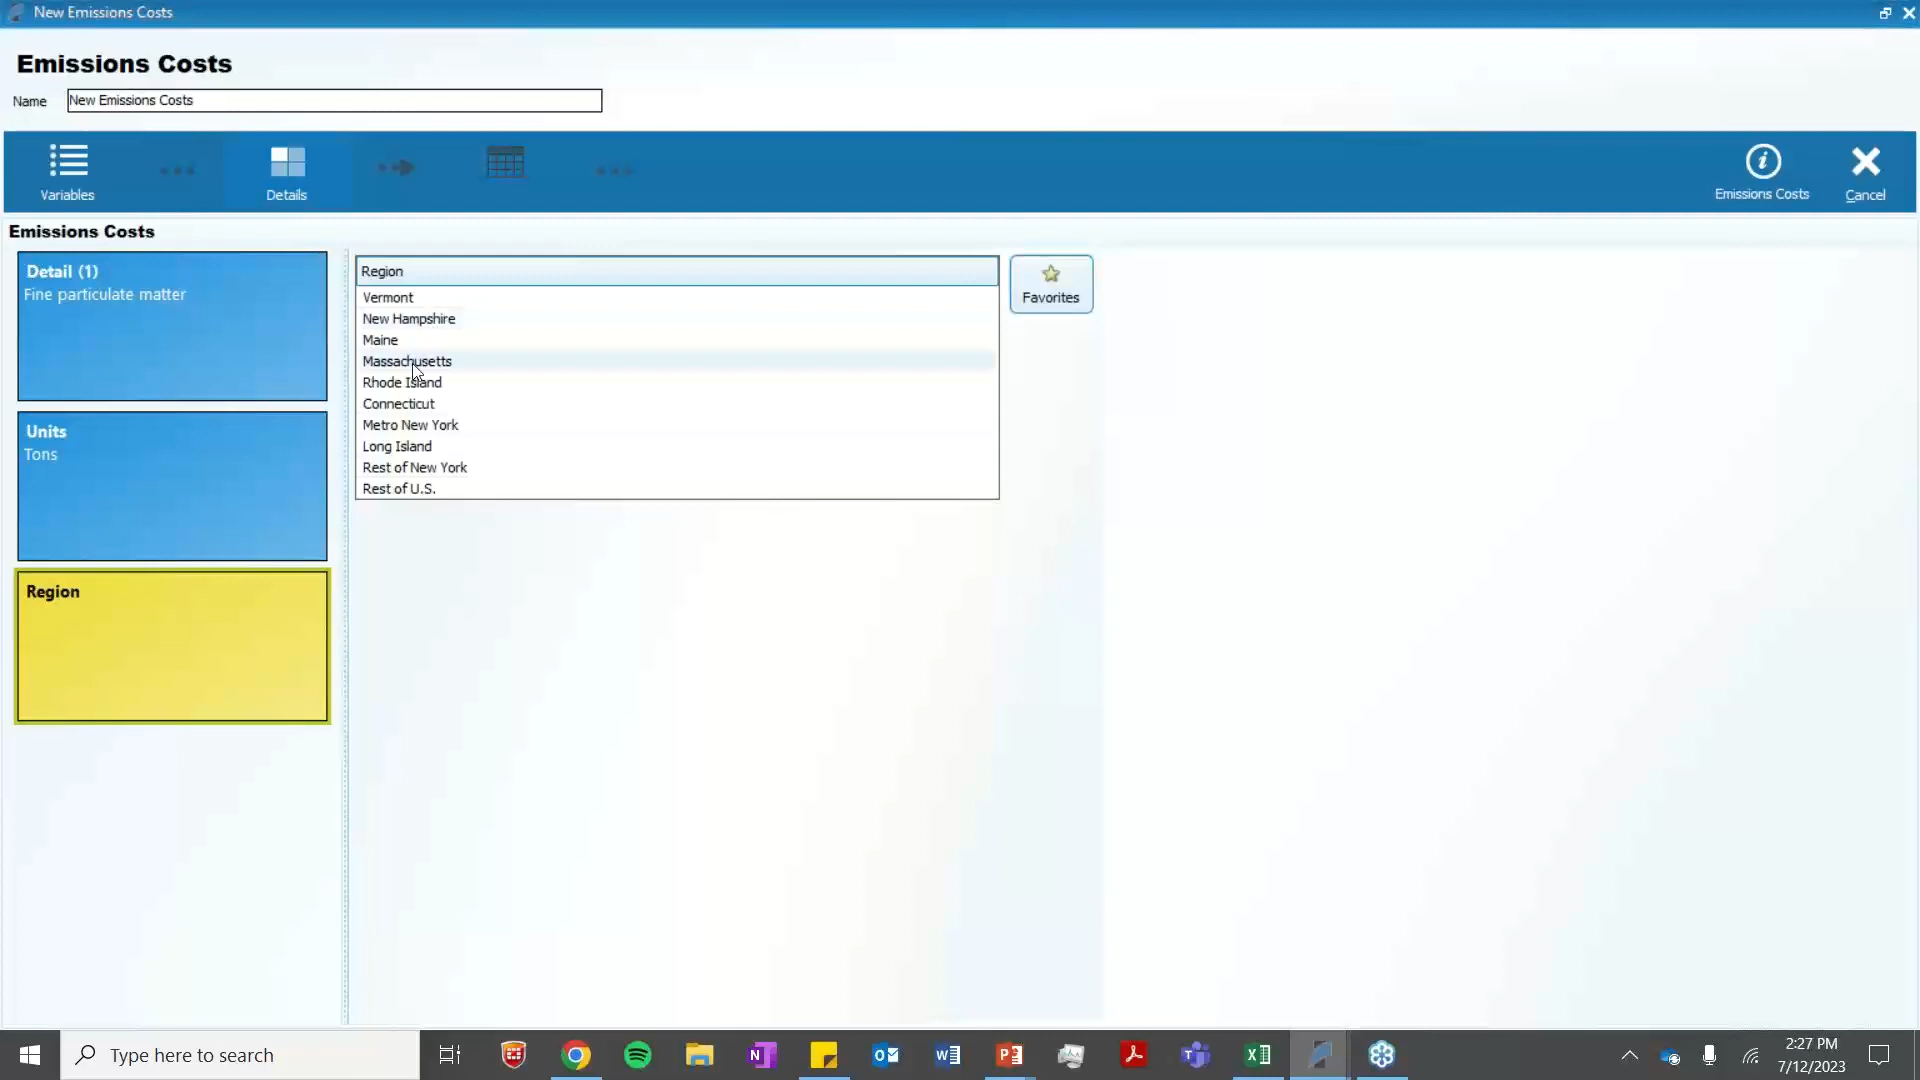 New Emissions Costs
Emissions Costs
Name New Emissions Costs
Variables
Details
Emissions Costs
Cancel
Emissions Costs
Detail (1)
Fine particulate matter
Units
Tons
Region
Region
Vermont
New Hampshire
Maine
Massachusetts
Rhode Island
Connecticut
Metro New York
Long Island
Rest of New York
Rest of U.S.
Favorites
Type here to search
2:27 PM
7/12/2023